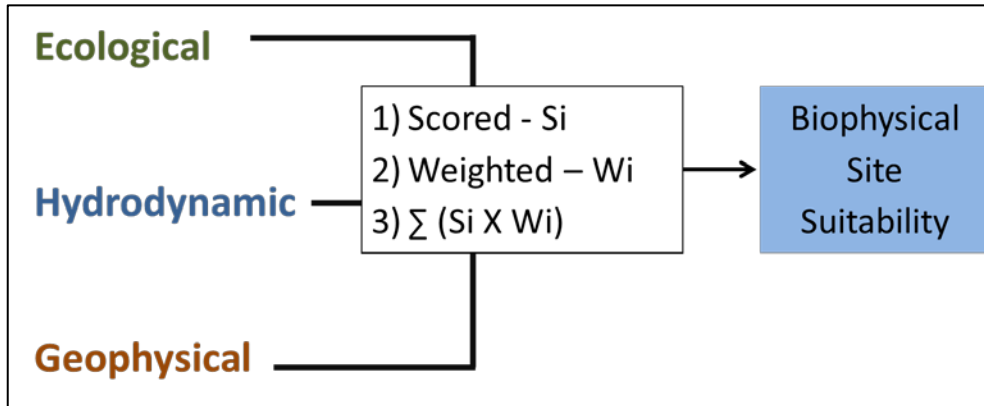 Ecological
Hydrodynamic
Geophysical
1) Scored - Si
2) Weighted – Wi
3) ∑ (Si X Wi)
Biophysical
Site
Suitability